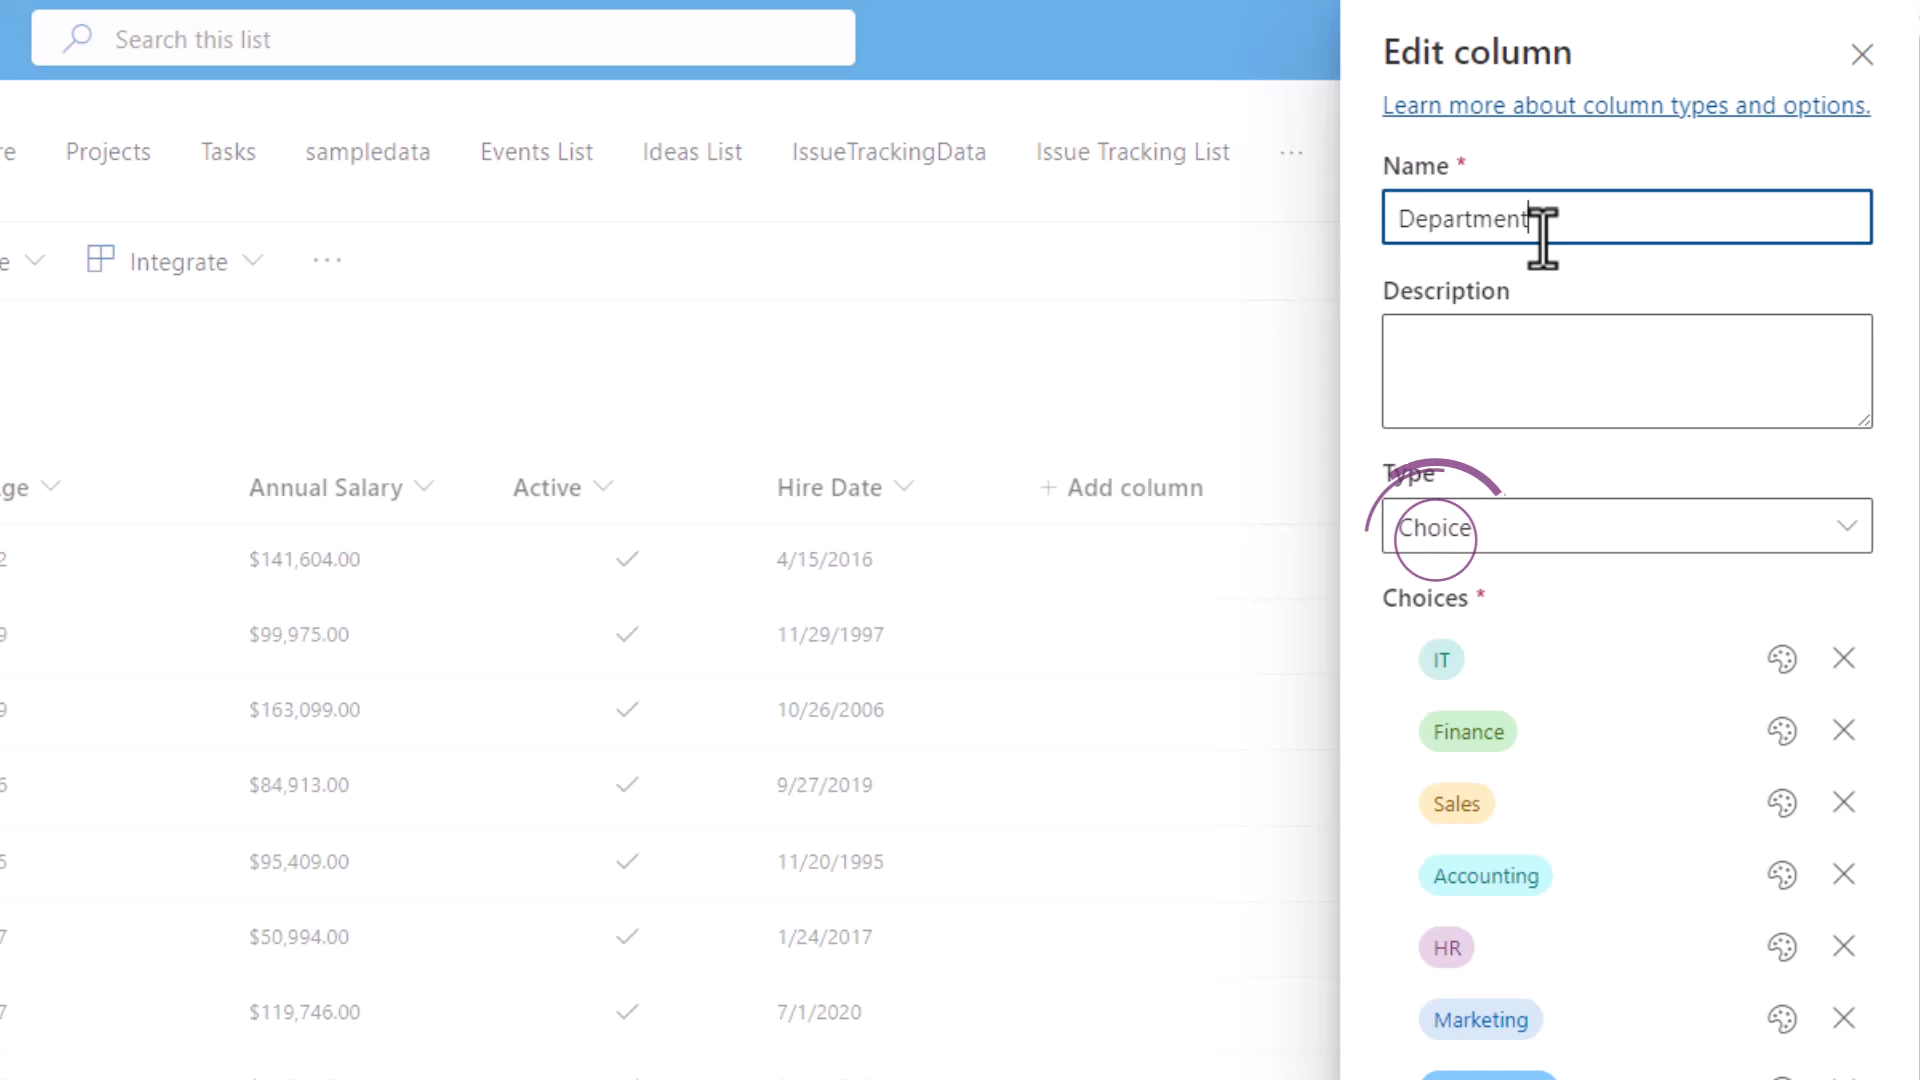 Search this list
Projects Tasks sampledata Events List Ideas List IssueTrackingData Issue Tracking List ...
Integrate ...
Annual Salary Active Hire Date + Add column
$141,604.00 4/15/2016
$99,975.00 11/29/1997
$163,099.00 10/26/2006
$84,913.00 9/27/2019
$95,409.00 11/20/1995
$50,994.00 1/24/2017
$119,746.00 7/1/2020
Edit column
Learn more about column types and options.
Name *
Department
Description
Type
Choice
Choices *
IT
Finance
Sales
Accounting
HR
Marketing